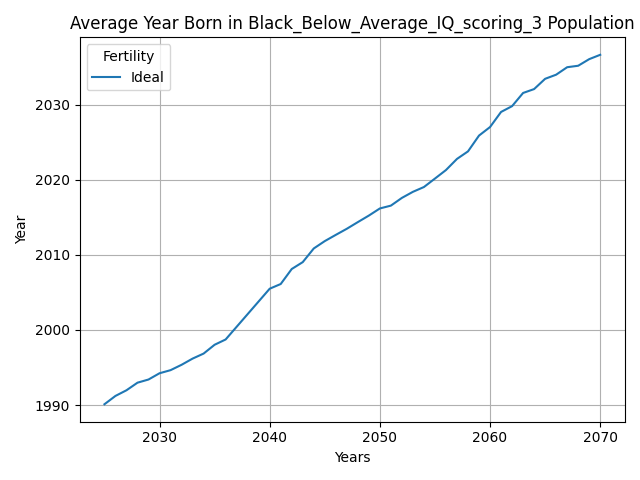 Average Year Born in Black_Below_Average_IQ_scoring_3 Population
Fertility
Ideal
2030
2020
2010
2000
1990
Year
2030 2040 2050 2060 2070
Years